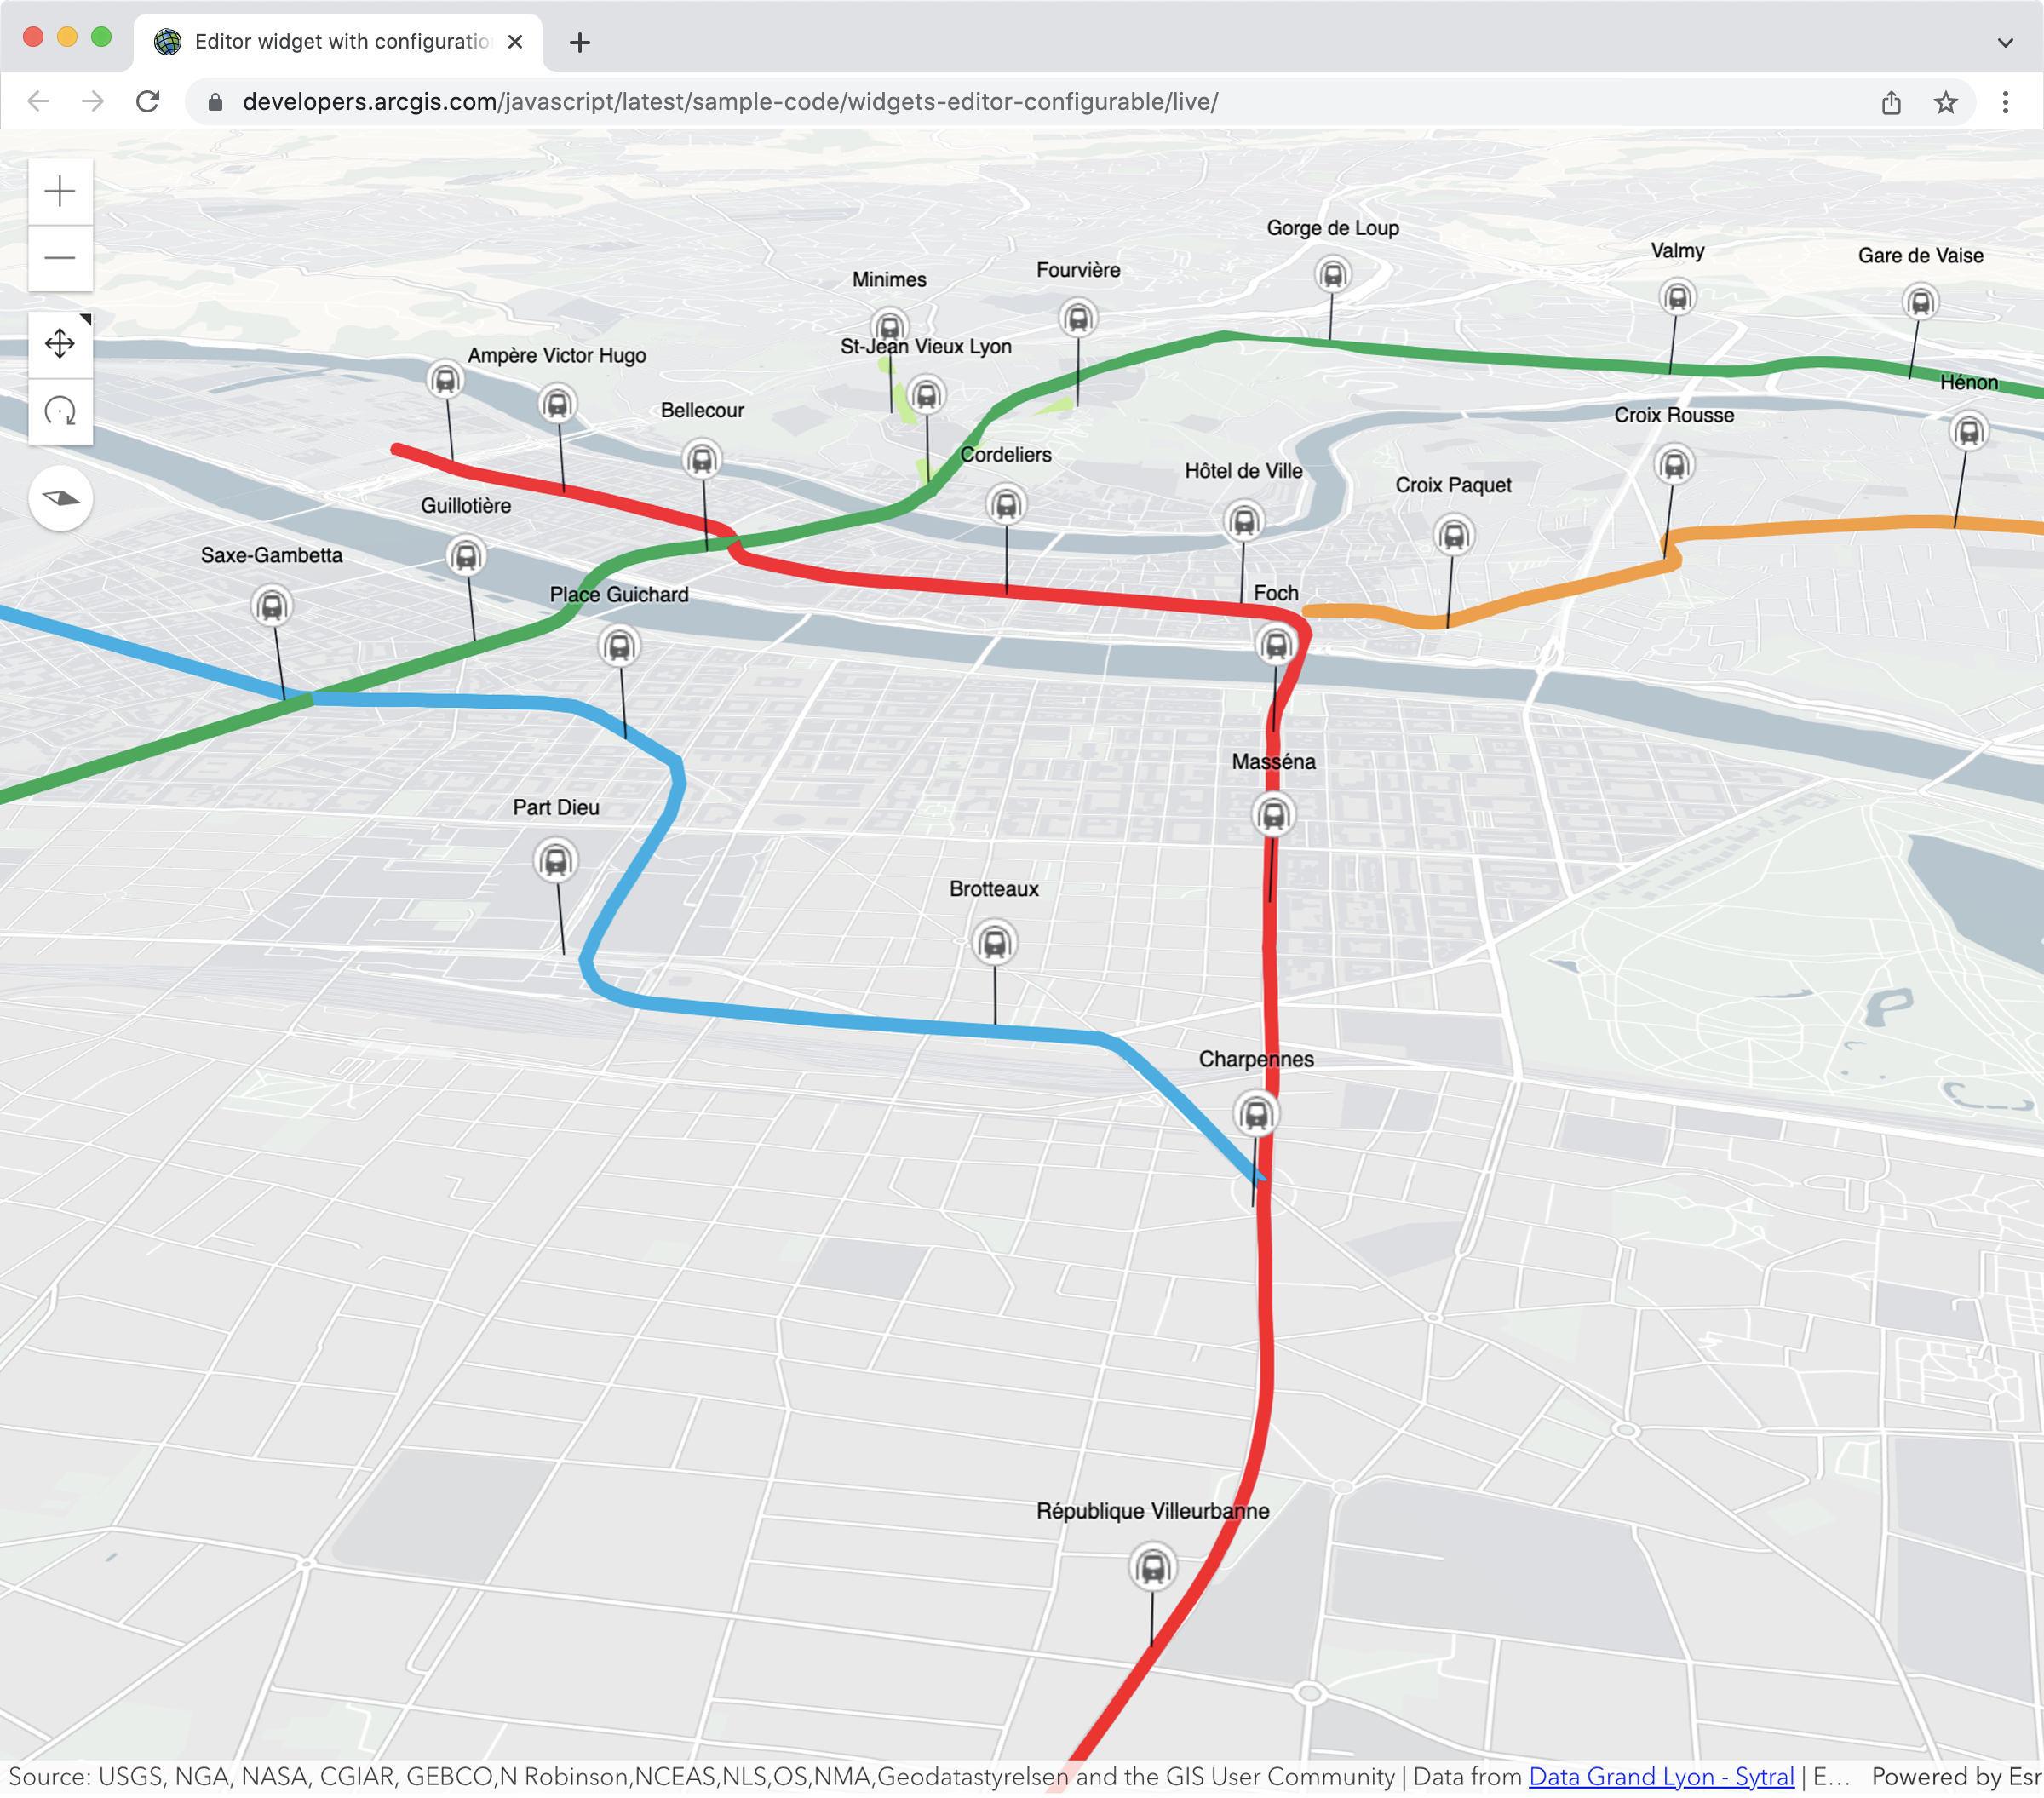 Editor widget with configuratio
developers.arcgis.com/javascript/latest/sample-code/widgets-editor-configurable/live/
Gorge de Loup
Valmy
Gare de Vaise
Minimes
Fourvière
St-Jean Vieux Lyon
Ampère Victor Hugo
Hénon
Bellecour
Croix Rousse
Cordeliers
Hôtel de Ville
Croix Paquet
Guillotière
Saxe-Gambetta
Place Guichard
Foch
Masséna
Part Dieu
Brotteaux
Charpennes
République Villeurbanne
Source: USGS, NGA, NASA, CGIAR, GEBCO,N Robinson,NCEAS,NLS,OS,NMA,Geodatastyrelsen and the GIS User Community | Data from Data Grand Lyon - Sytral | E... Powered by Esr